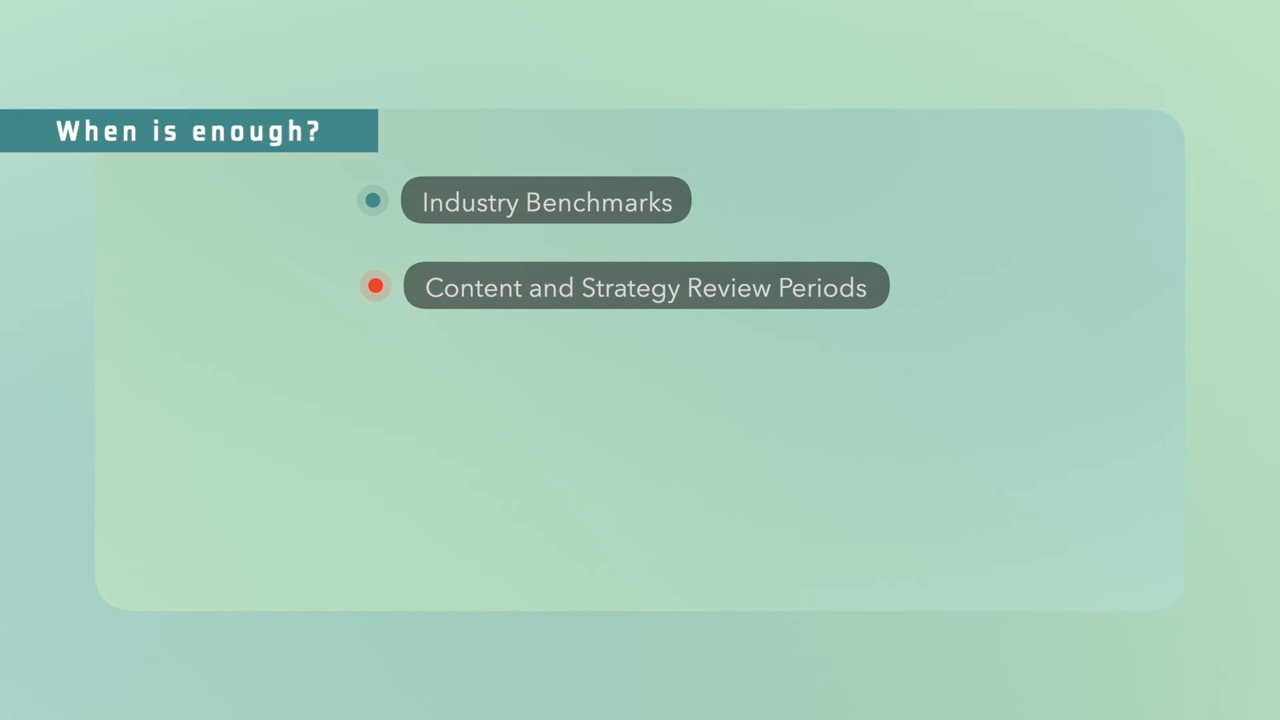 When is enough?
Industry Benchmarks
Content and Strategy Review Periods